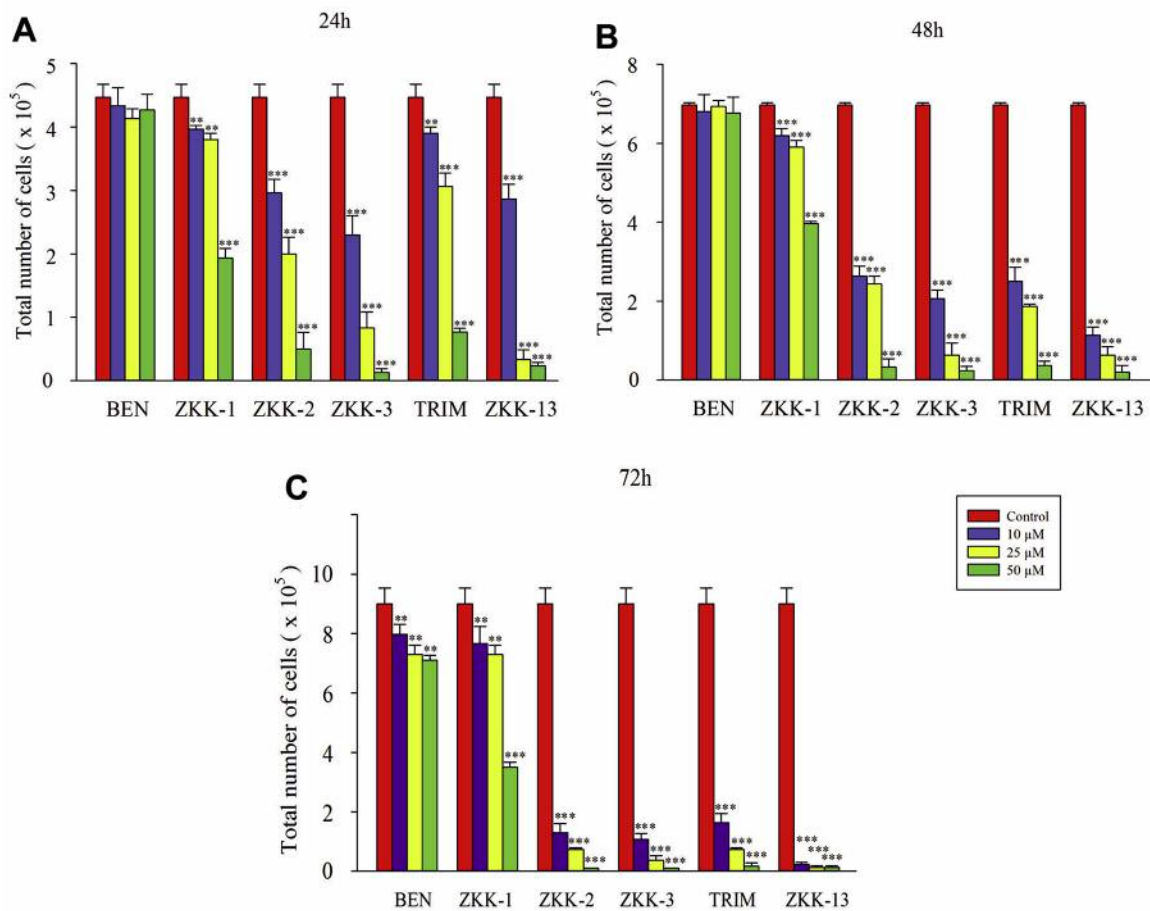 A
24h
Total number of cells ( x 10⁵ )
5
4
3
2
1
0
** ** ***
*** *** ***
*** *** ***
** *** ***
*** *** ***
BEN ZKK-1 ZKK-2 ZKK-3 TRIM ZKK-13
B
48h
Total number of cells ( x 10⁵ )
8
6
4
2
0
*** *** ***
*** *** ***
*** *** ***
*** *** ***
*** *** ***
BEN ZKK-1 ZKK-2 ZKK-3 TRIM ZKK-13
C
72h
Total number of cells ( x 10⁵ )
10
8
6
4
2
0
** ** **
** ** ***
*** *** ***
*** *** ***
*** *** ***
*** *** ***
BEN ZKK-1 ZKK-2 ZKK-3 TRIM ZKK-13
Control
10 µM
25 µM
50 µM